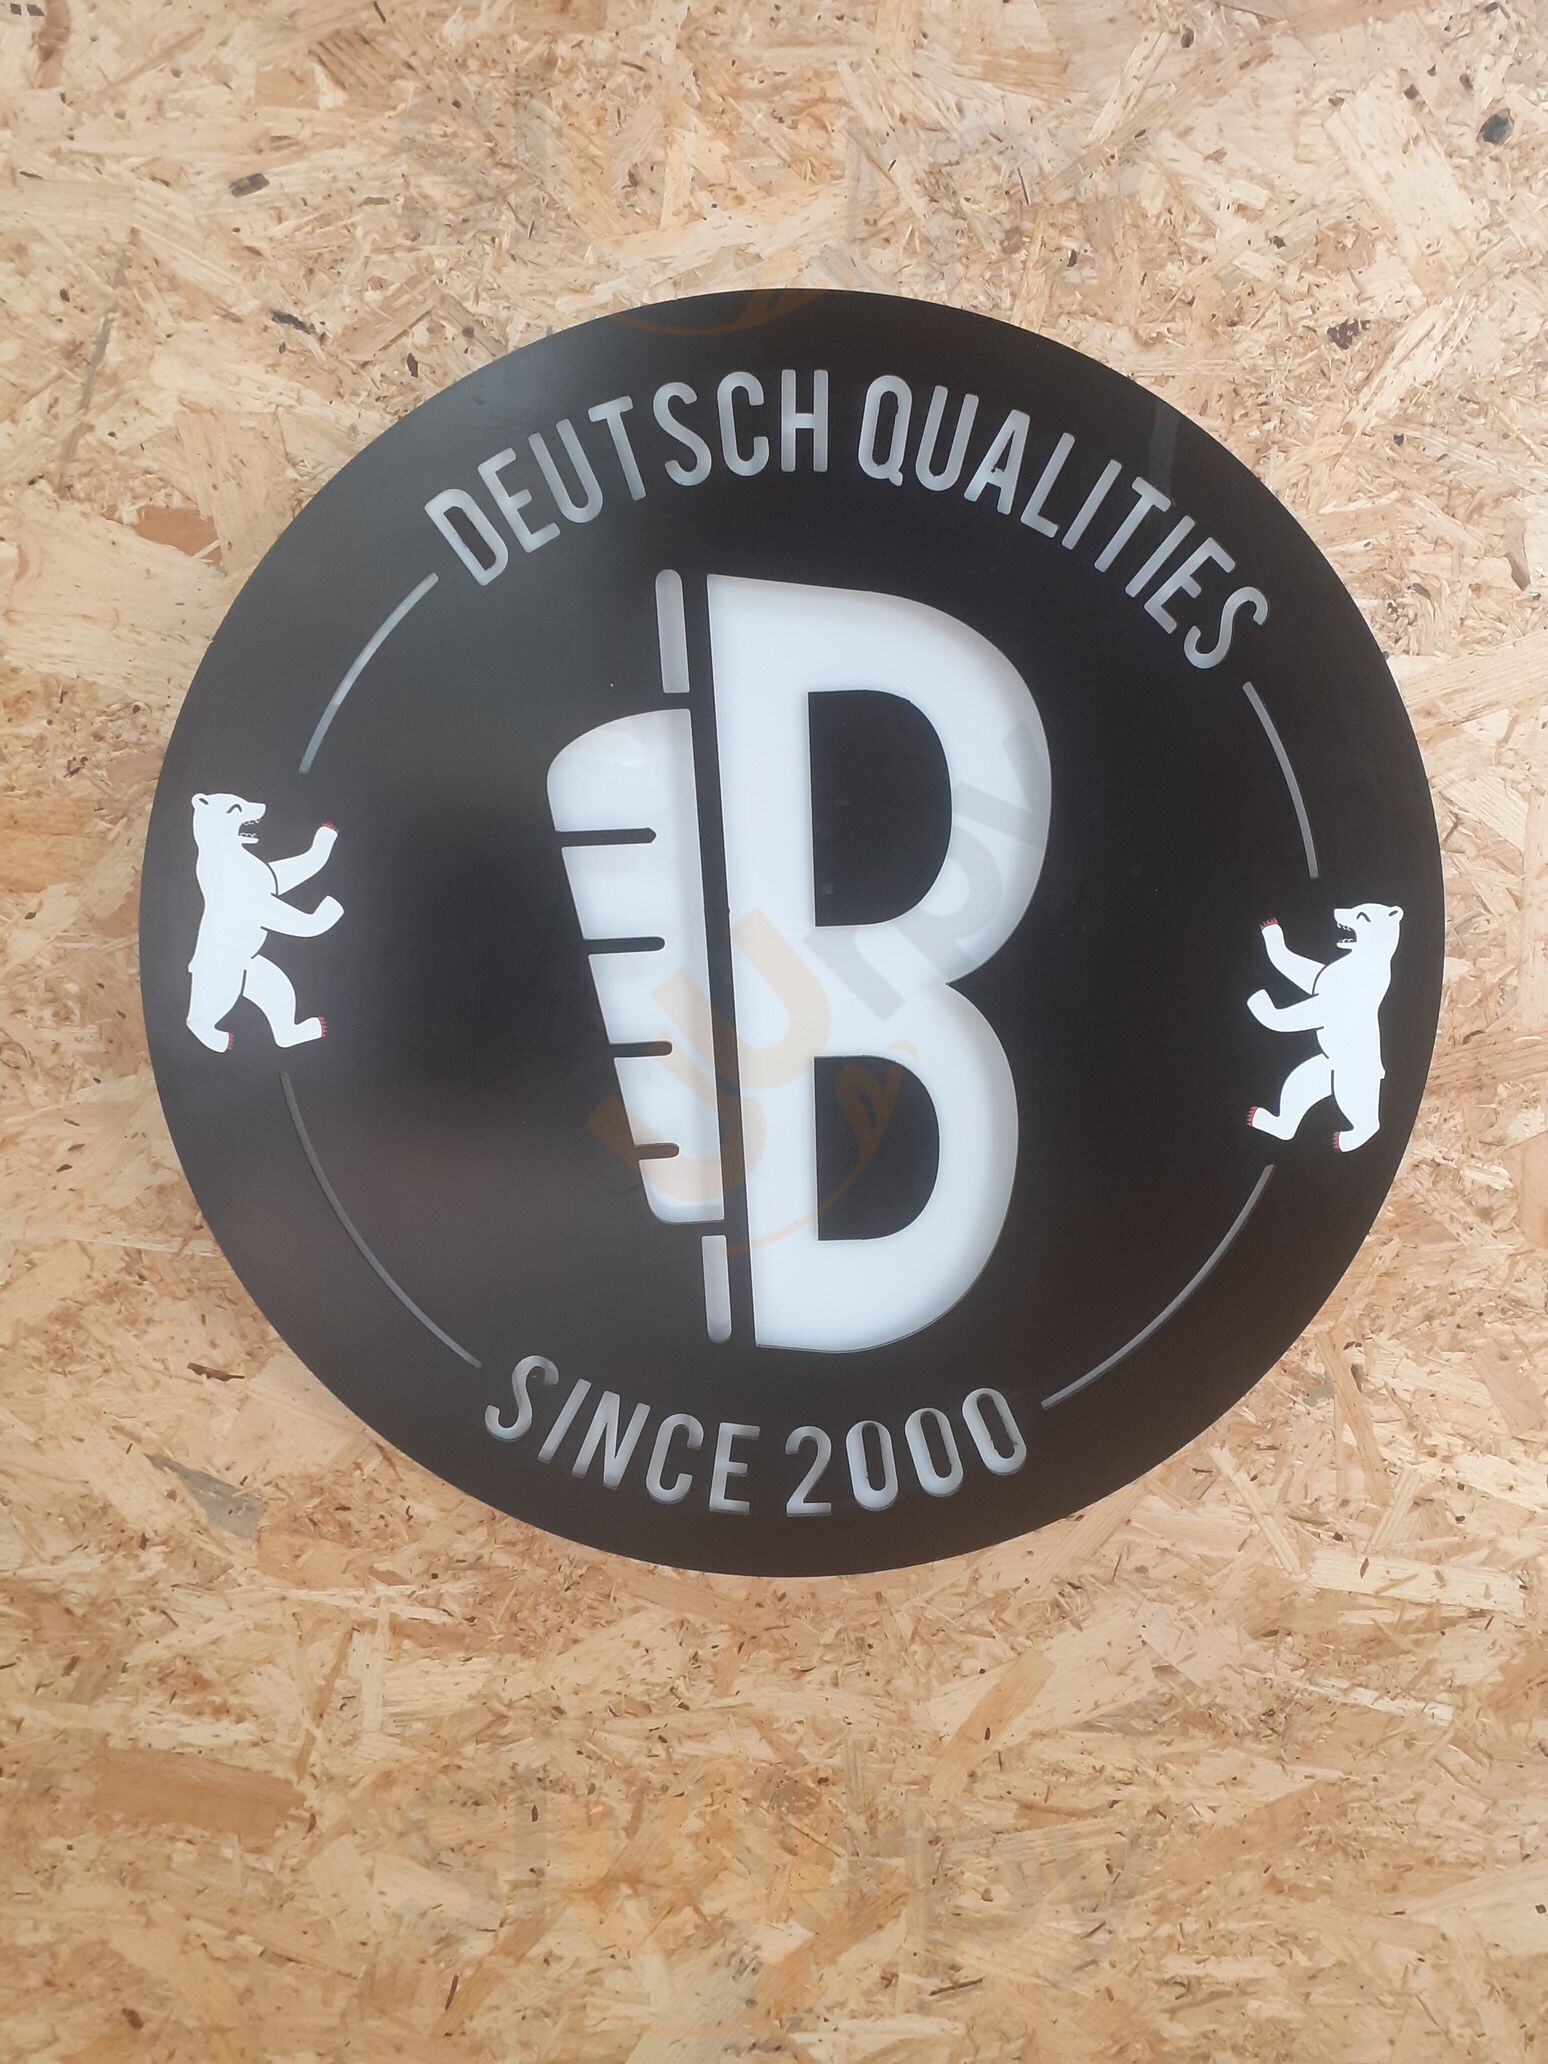 DEUTSCH QUALITIES
B
SINCE 2000